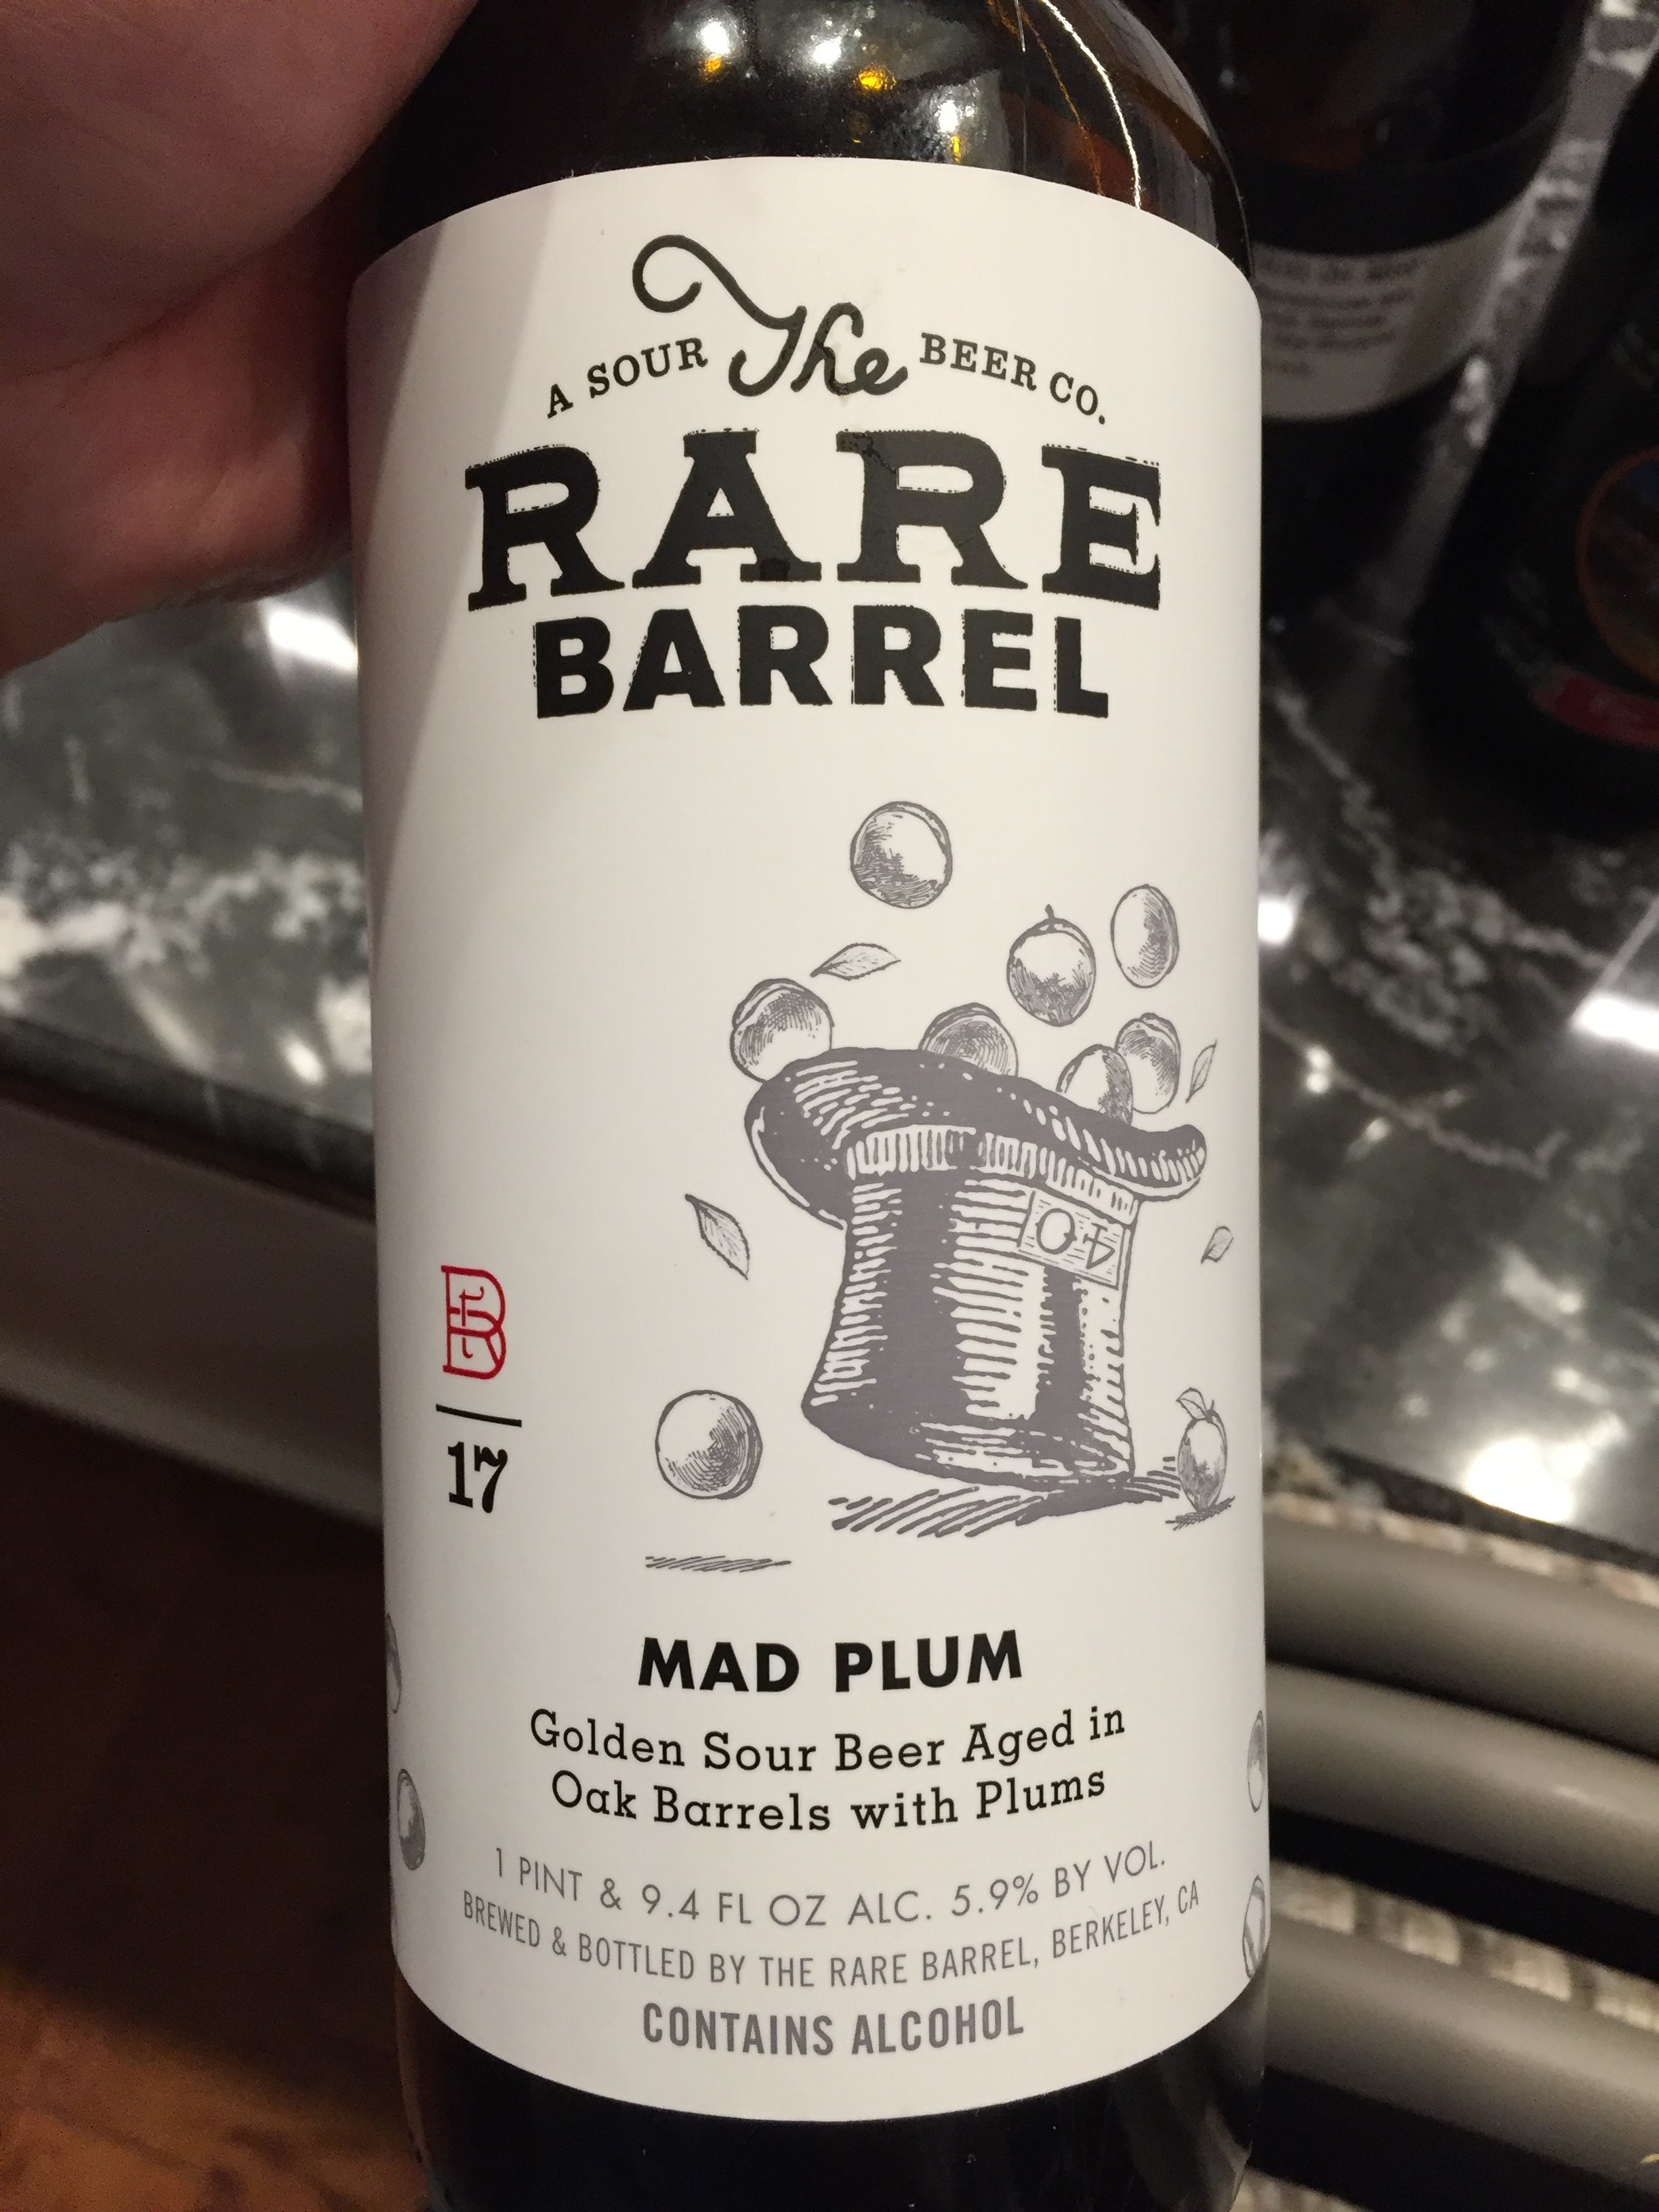 The
A SOUR BEER CO.
RARE
BARREL
40
17
MAD PLUM
Golden Sour Beer Aged in
Oak Barrels with Plums
1 PINT & 9.4 FL OZ ALC. 5.9% BY VOL.
BREWED & BOTTLED BY THE RARE BARREL, BERKELEY, CA
CONTAINS ALCOHOL